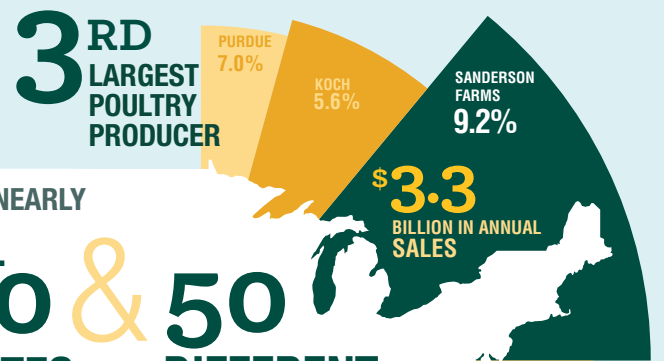 3RD
LARGEST
POULTRY
PRODUCER
PURDUE
7.0%
KOCH
5.6%
SANDERSON
FARMS
9.2%
$3.3
BILLION IN ANNUAL
SALES
NEARLY
& 50
DIFFERENT